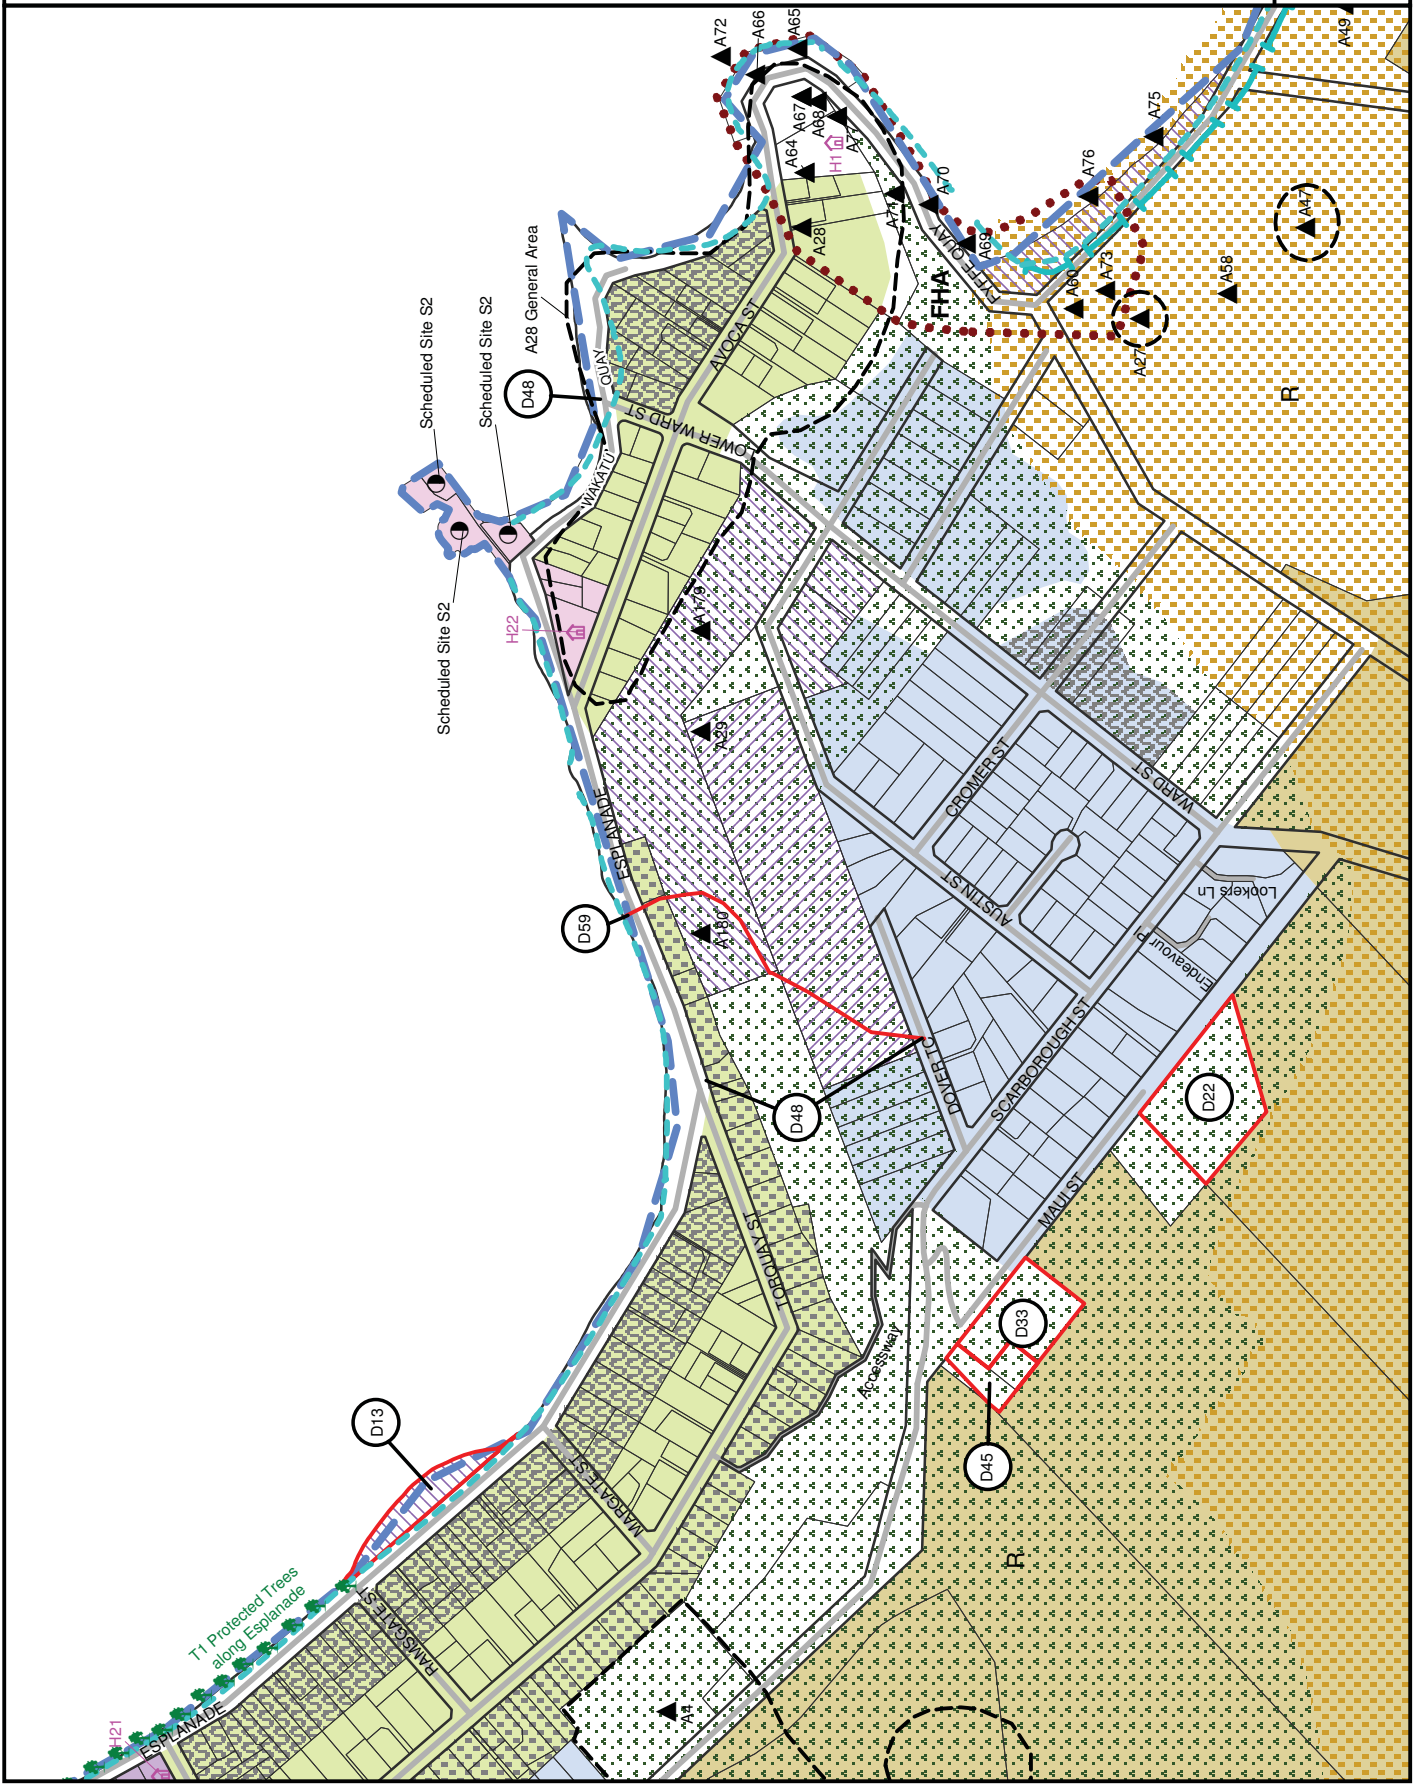 A72
A66
A65
A49
A67
A68
A64
H1
A75
A76
A70
A71
A28
A28 General Area
Scheduled Site S2
Scheduled Site S2
Scheduled Site S2
FYFFE QUAY
FHA
A69
A60
A73
A47
A58
A27
R
D48
QUAY
WAKATU
AVOCA ST
LOWER WARD ST
H22
A179
A29
CROMER ST
WARD ST
ESPLANADE
D59
A180
AUSTIN ST
Lookers Ln
Endeavour Pl
D48
DOVER TC
SCARBOROUGH ST
D22
MAUI ST
TORQUAY ST
Accessway
D33
D45
D13
MARGATE ST
R
T1 Protected Trees
along Esplanade
RAMSGATE ST
ESPLANADE
H21
A4